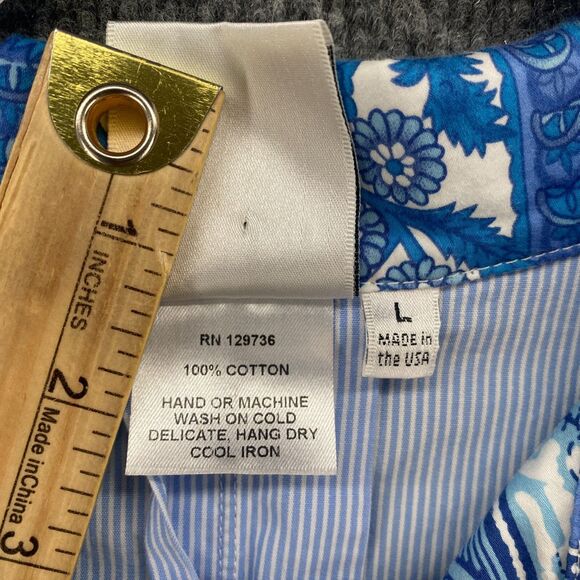 1
INCHES
2
Made in China
3
RN 129736
100% COTTON
HAND OR MACHINE
WASH ON COLD
DELICATE, HANG DRY
COOL IRON
L
MADE in
the USA